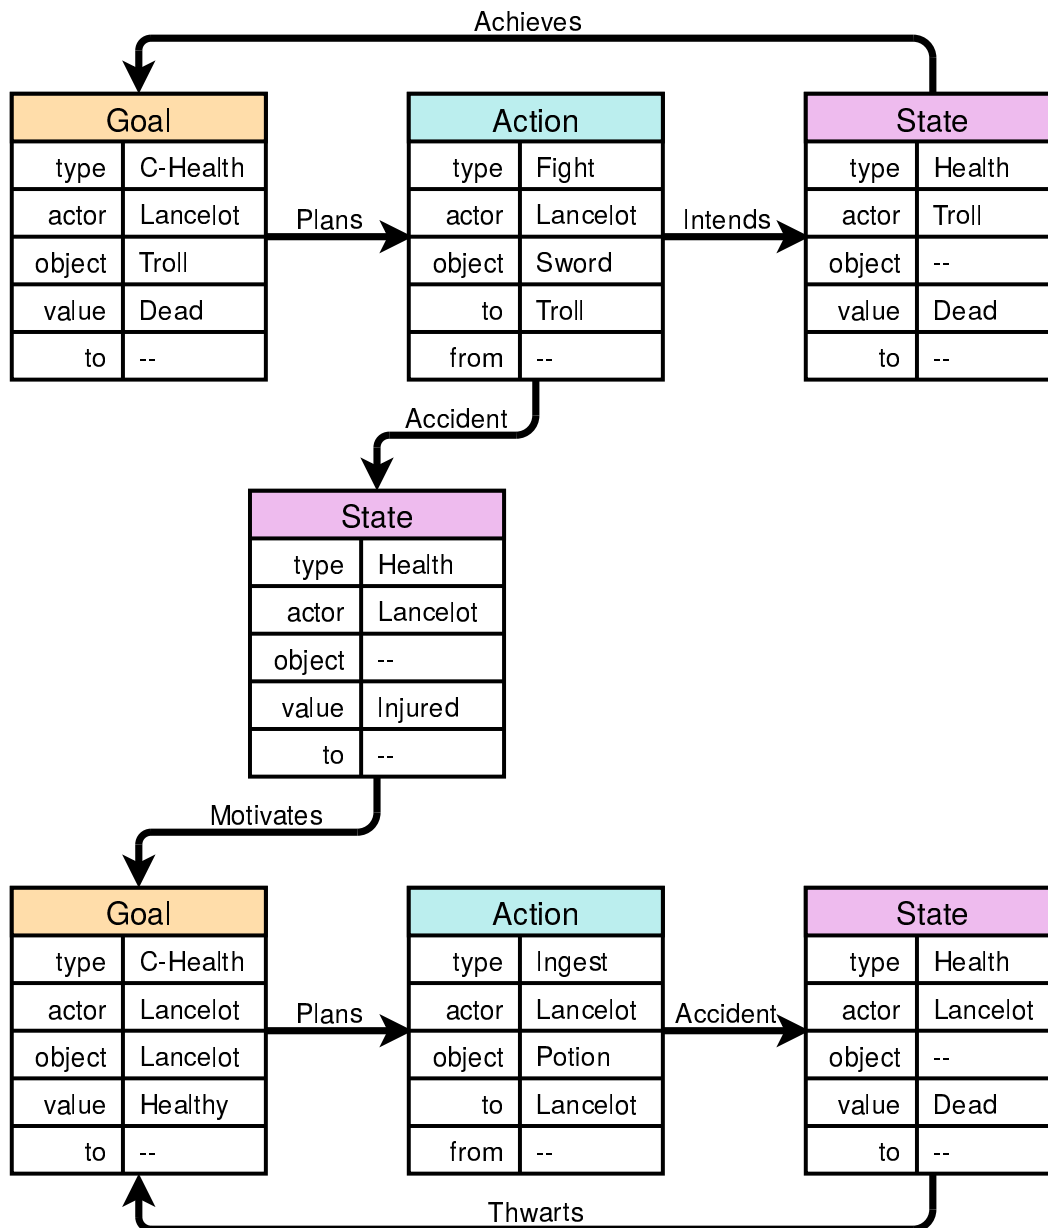 Achieves
Goal
type C-Health
actor Lancelot
object Troll
value Dead
to --
Plans
Action
type Fight
actor Lancelot
object Sword
to Troll
from --
Intends
State
type Health
actor Troll
object --
value Dead
to --
Accident
State
type Health
actor Lancelot
object --
value Injured
to --
Motivates
Goal
type C-Health
actor Lancelot
object Lancelot
value Healthy
to --
Plans
Action
type Ingest
actor Lancelot
object Potion
to Lancelot
from --
Accident
State
type Health
actor Lancelot
object --
value Dead
to --
Thwarts